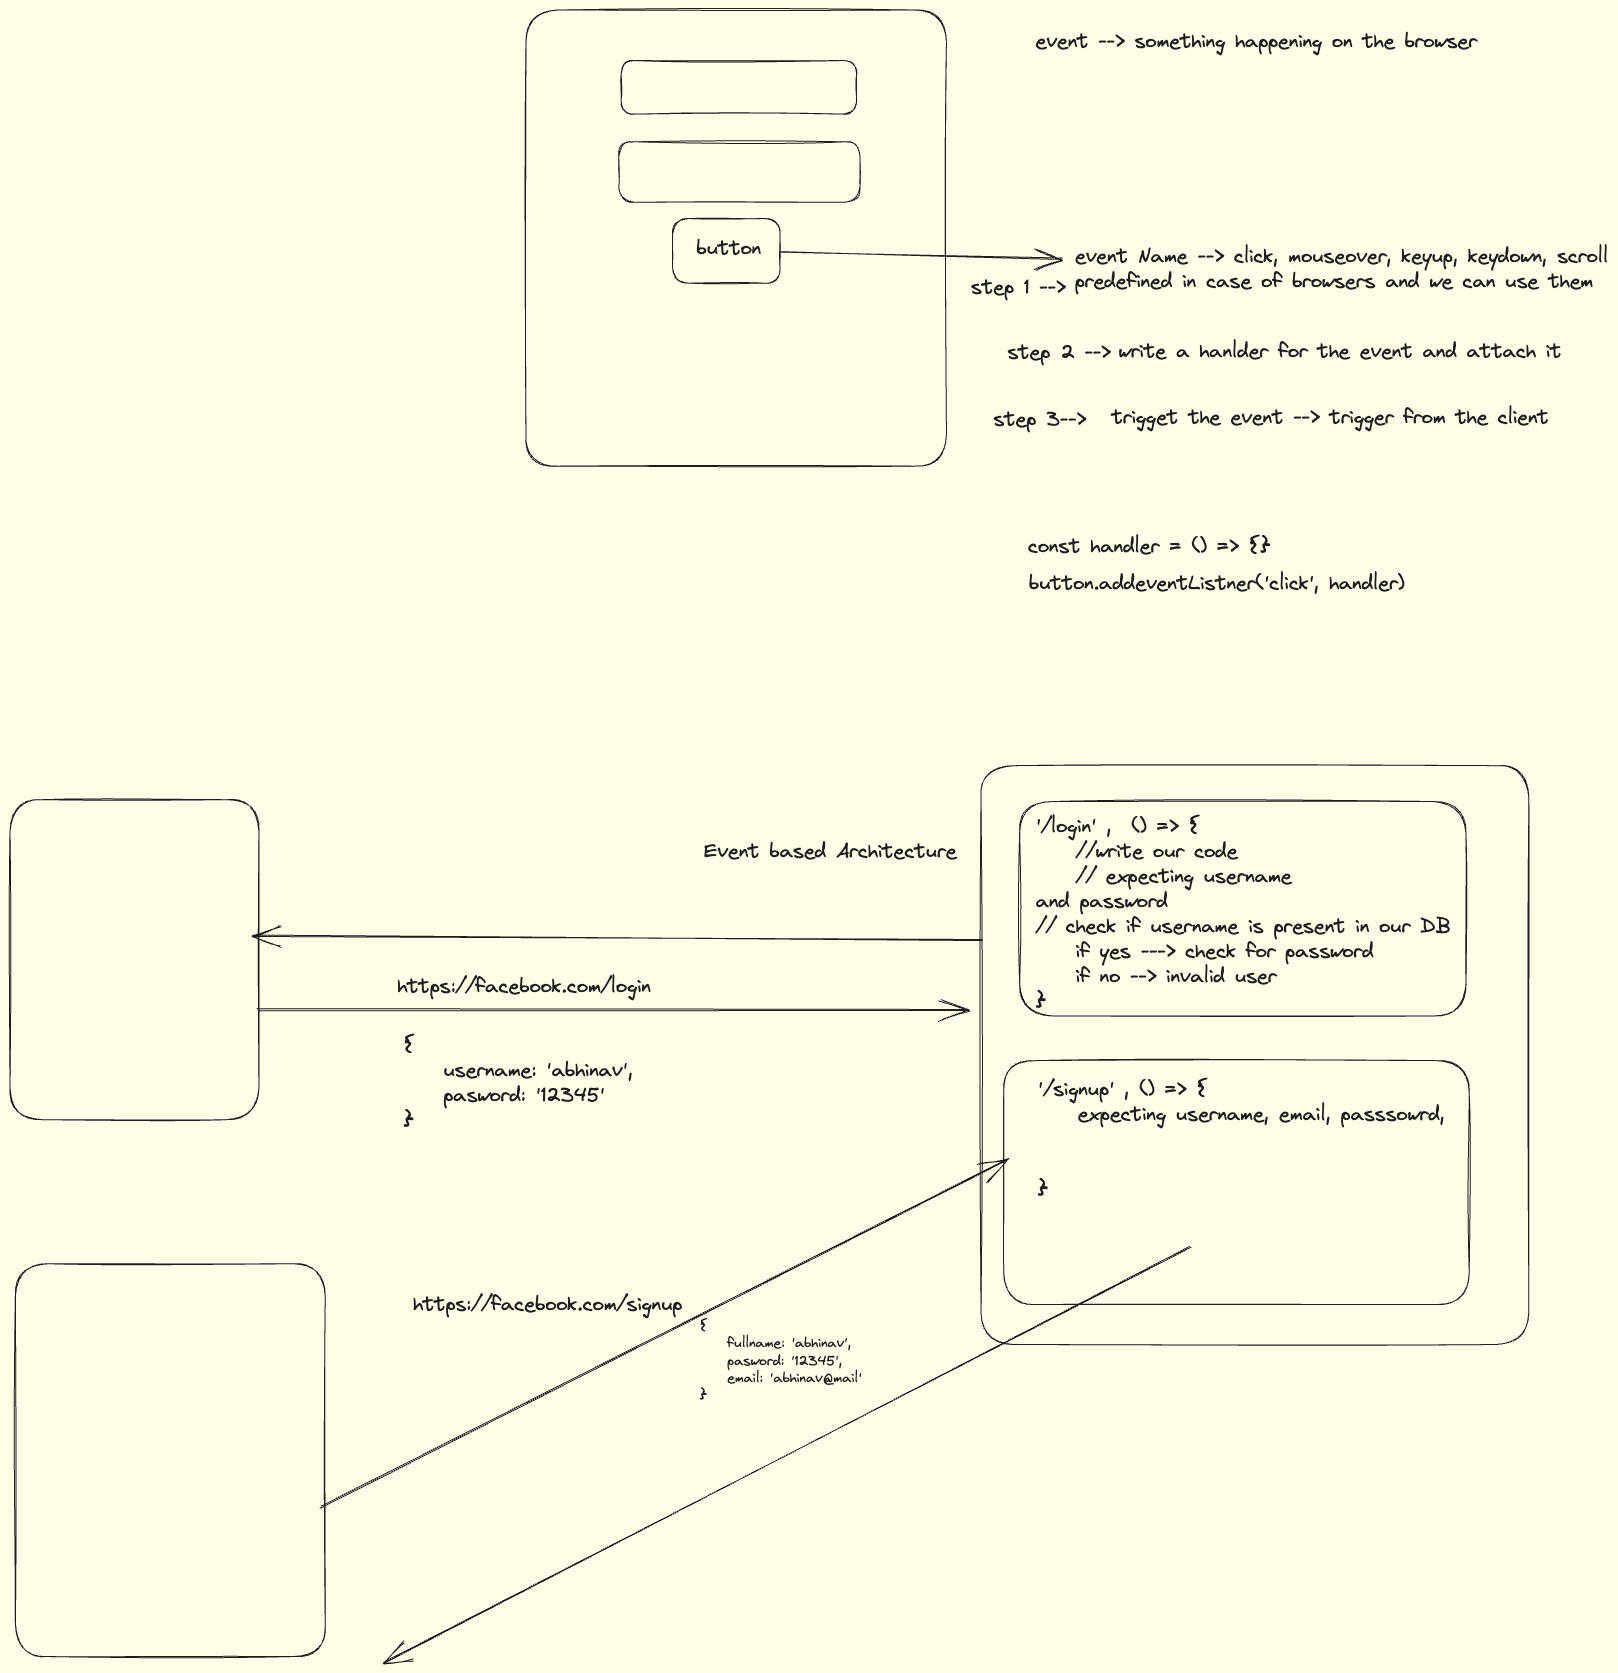 event --> something happening on the browser
button
event Name --> click, mouseover, keyup, keydown, scroll
step 1 --> predefined in case of browsers and we can use them
step 2 --> write a hanlder for the event and attach it
step 3--> trigget the event --> trigger from the client
const handler = () => {}
button.addeventListner('click', handler)
Event based Architecture
'/login' , () => {
//write our code
// expecting username
and password
// check if username is present in our DB
if yes ---> check for password
if no --> invalid user
}
https://facebook.com/login
{
username: 'abhinav',
pasword: '12345'
}
'/signup' , () => {
expecting username, email, passsowrd,
}
https://facebook.com/signup
{
fullname: 'abhinav',
pasword: '12345',
email: 'abhinav@mail'
}